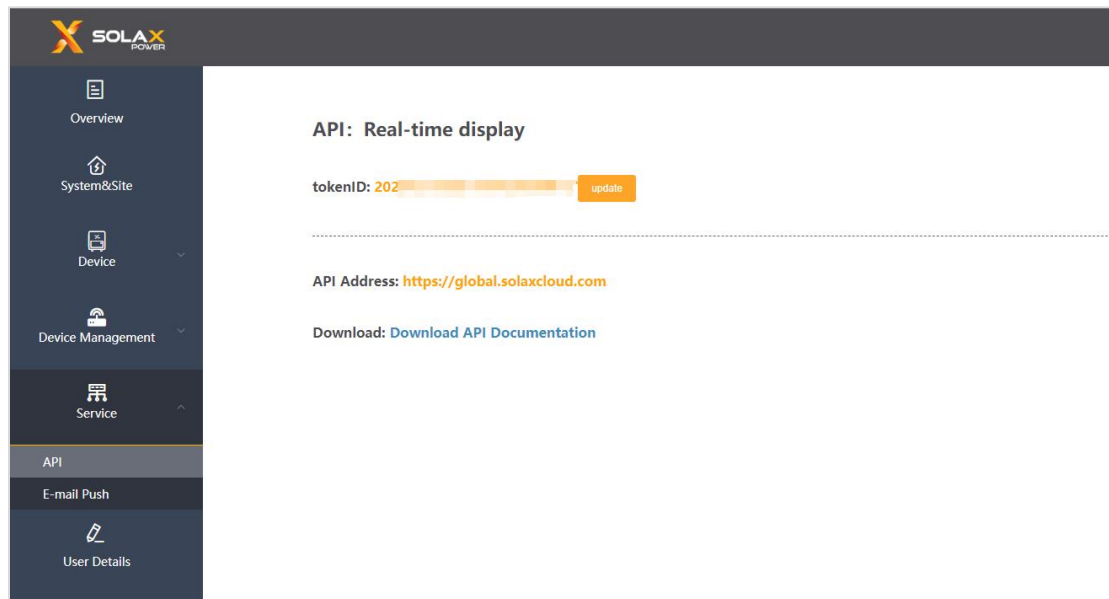 SOLAX
POWER
Overview
System&Site
Device
Device Management
Service
API
E-mail Push
User Details
API: Real-time display
tokenID: 202
update
API Address: https://global.solaxcloud.com
Download: Download API Documentation